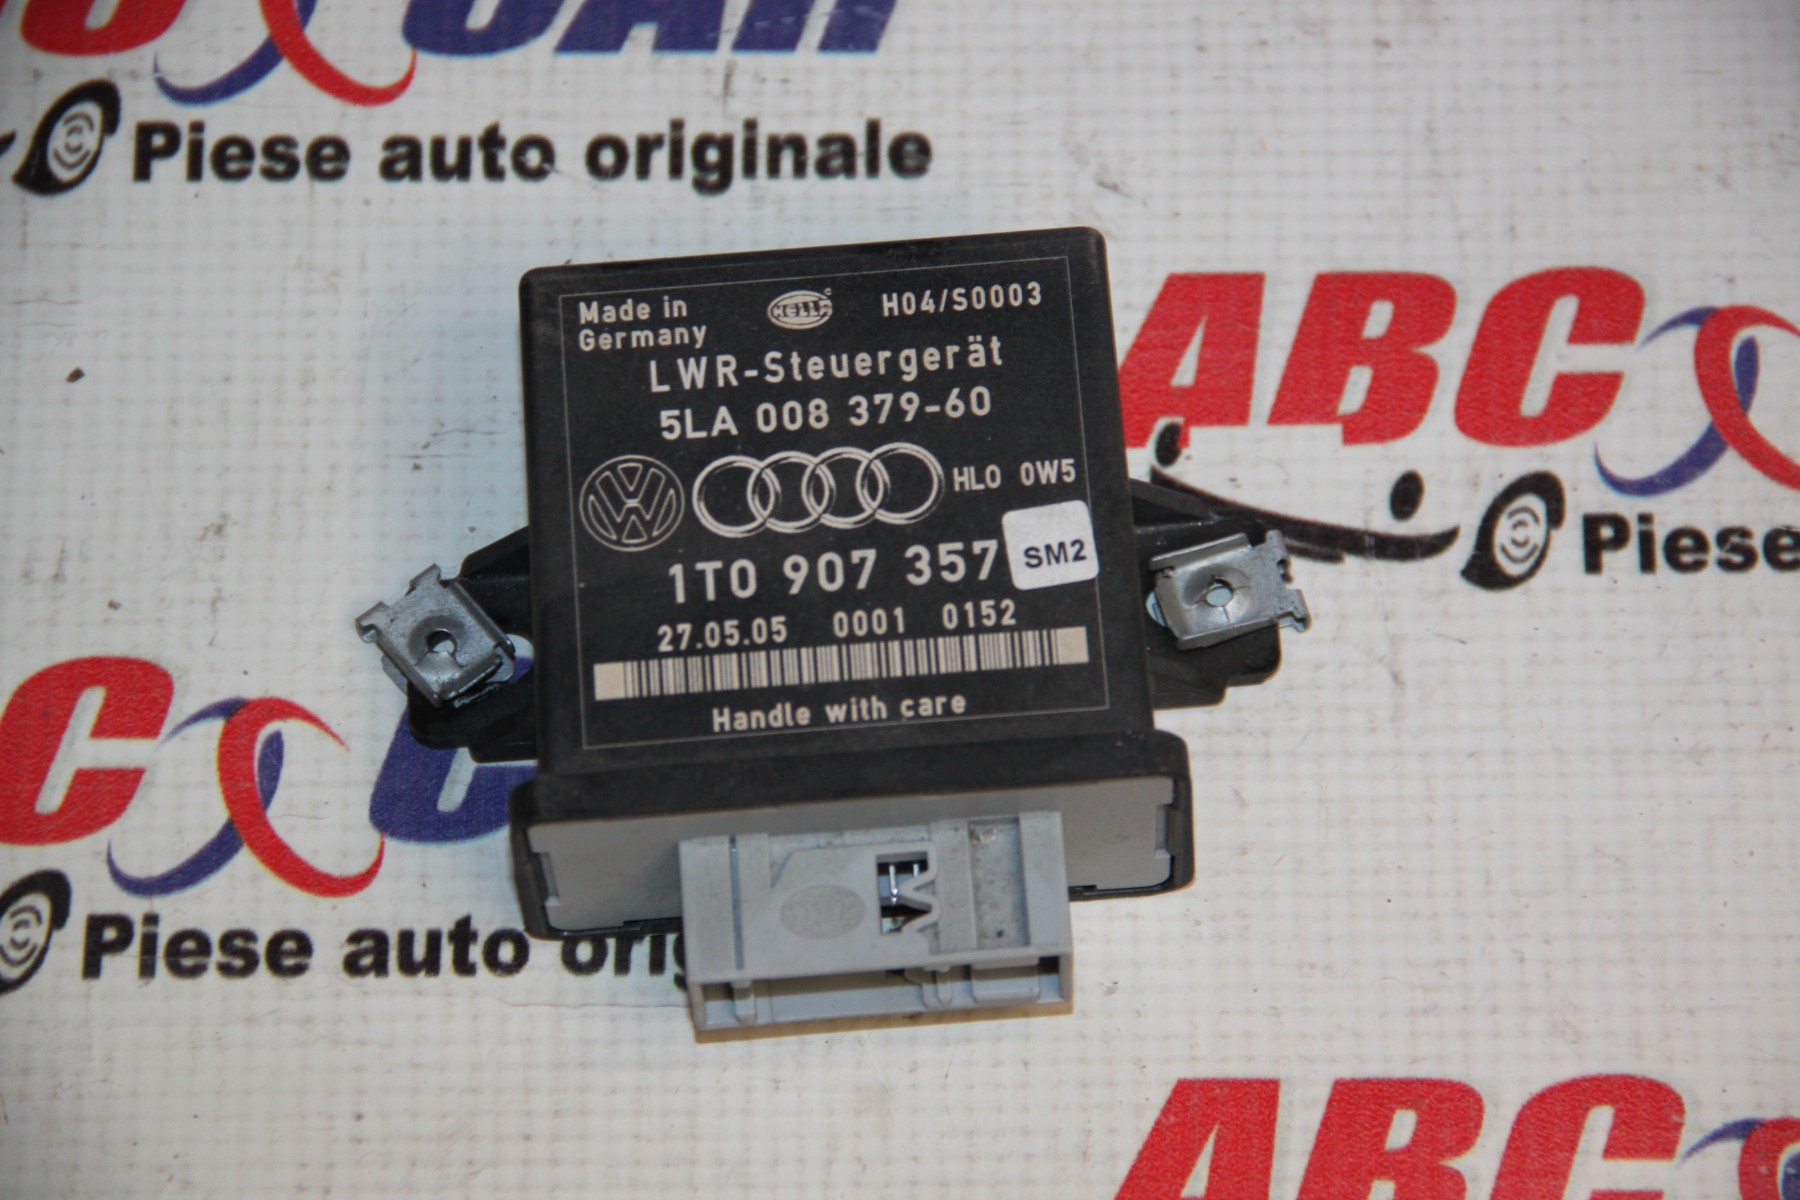 Piese auto originale
Made in
Germany
HELLA
H04/S0003
LWR-Steuergerät
5LA 008 379-60
HL0 0W5
1T0 907 357
SM2
27.05.05 0001 0152
Handle with care
ABC
Piese
C C
Piese auto orig
ABC